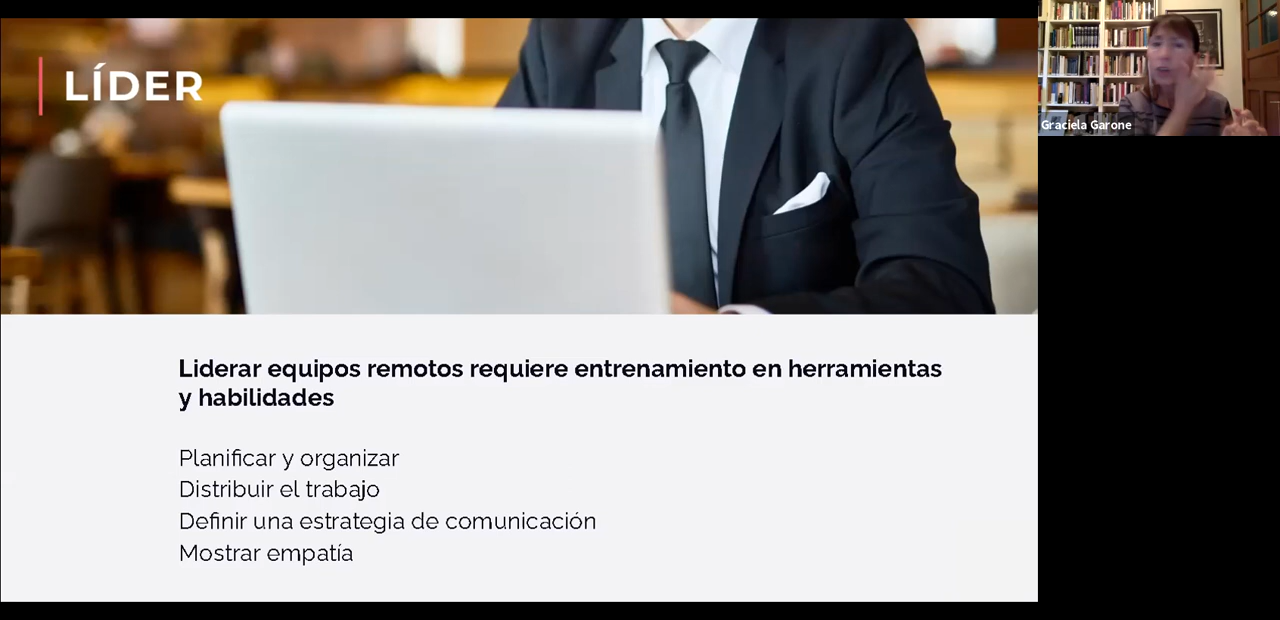 LÍDER
Graciela Garone
Liderar equipos remotos requiere entrenamiento en herramientas
y habilidades
Planificar y organizar
Distribuir el trabajo
Definir una estrategia de comunicación
Mostrar empatía